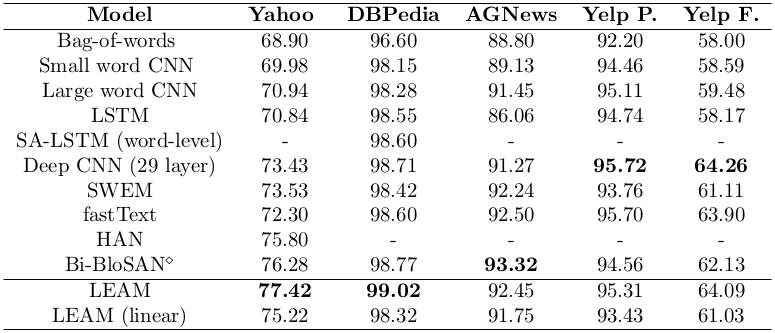 Model Yahoo DBPedia AGNews Yelp P. Yelp F.
Bag-of-words 68.90 96.60 88.80 92.20 58.00
Small word CNN 69.98 98.15 89.13 94.46 58.59
Large word CNN 70.94 98.28 91.45 95.11 59.48
LSTM 70.84 98.55 86.06 94.74 58.17
SA-LSTM (word-level) - 98.60 - - -
Deep CNN (29 layer) 73.43 98.71 91.27 95.72 64.26
SWEM 73.53 98.42 92.24 93.76 61.11
fastText 72.30 98.60 92.50 95.70 63.90
HAN 75.80 - - - -
Bi-BloSAN⋄ 76.28 98.77 93.32 94.56 62.13
LEAM 77.42 99.02 92.45 95.31 64.09
LEAM (linear) 75.22 98.32 91.75 93.43 61.03